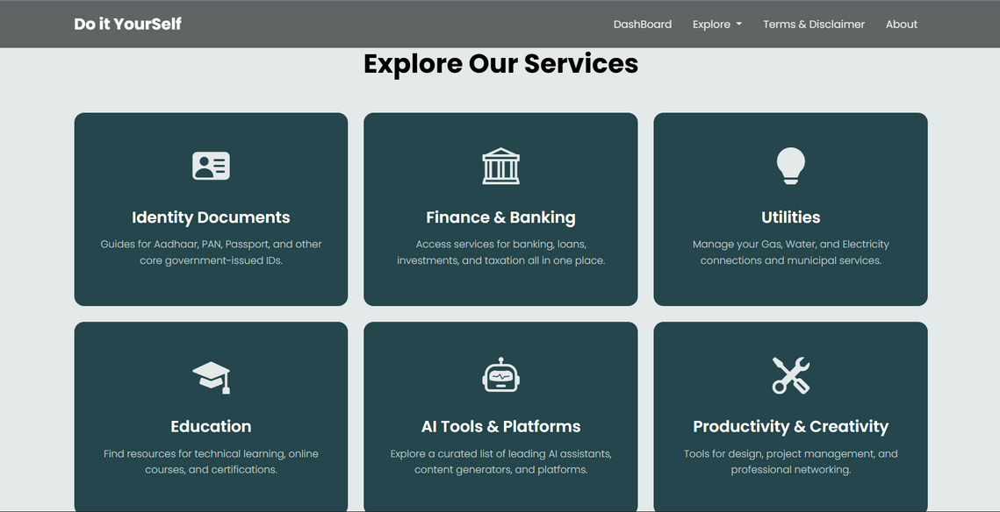 Do it YourSelf
DashBoard
Explore
Terms & Disclaimer
About
Explore Our Services
Identity Documents
Guides for Aadhaar, PAN, Passport, and other
core government-issued IDs.
Finance & Banking
Access services for banking, loans,
investments, and taxation all in one place.
Utilities
Manage your Gas, Water, and Electricity
connections and municipal services.
Education
Find resources for technical learning, online
courses, and certifications.
AI Tools & Platforms
Explore a curated list of leading AI assistants,
content generators, and platforms.
Productivity & Creativity
Tools for design, project management, and
professional networking.